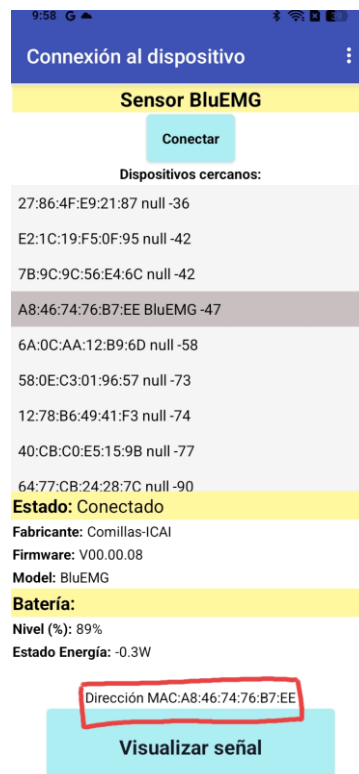 9:58 G
Connexión al dispositivo
Sensor BluEMG
Conectar
Dispositivos cercanos:
27:86:4F:E9:21:87 null -36
E2:1C:19:F5:0F:95 null -42
7B:9C:9C:56:E4:6C null -42
A8:46:74:76:B7:EE BluEMG -47
6A:0C:AA:12:B9:6D null -58
58:0E:C3:01:96:57 null -73
12:78:B6:49:41:F3 null -74
40:CB:C0:E5:15:9B null -77
64:77:CB:24:28:7C null -90
Estado: Conectado
Fabricante: Comillas-ICAI
Firmware: V00.00.08
Model: BluEMG
Batería:
Nivel (%): 89%
Estado Energía: -0.3W
Dirección MAC:A8:46:74:76:B7:EE
Visualizar señal